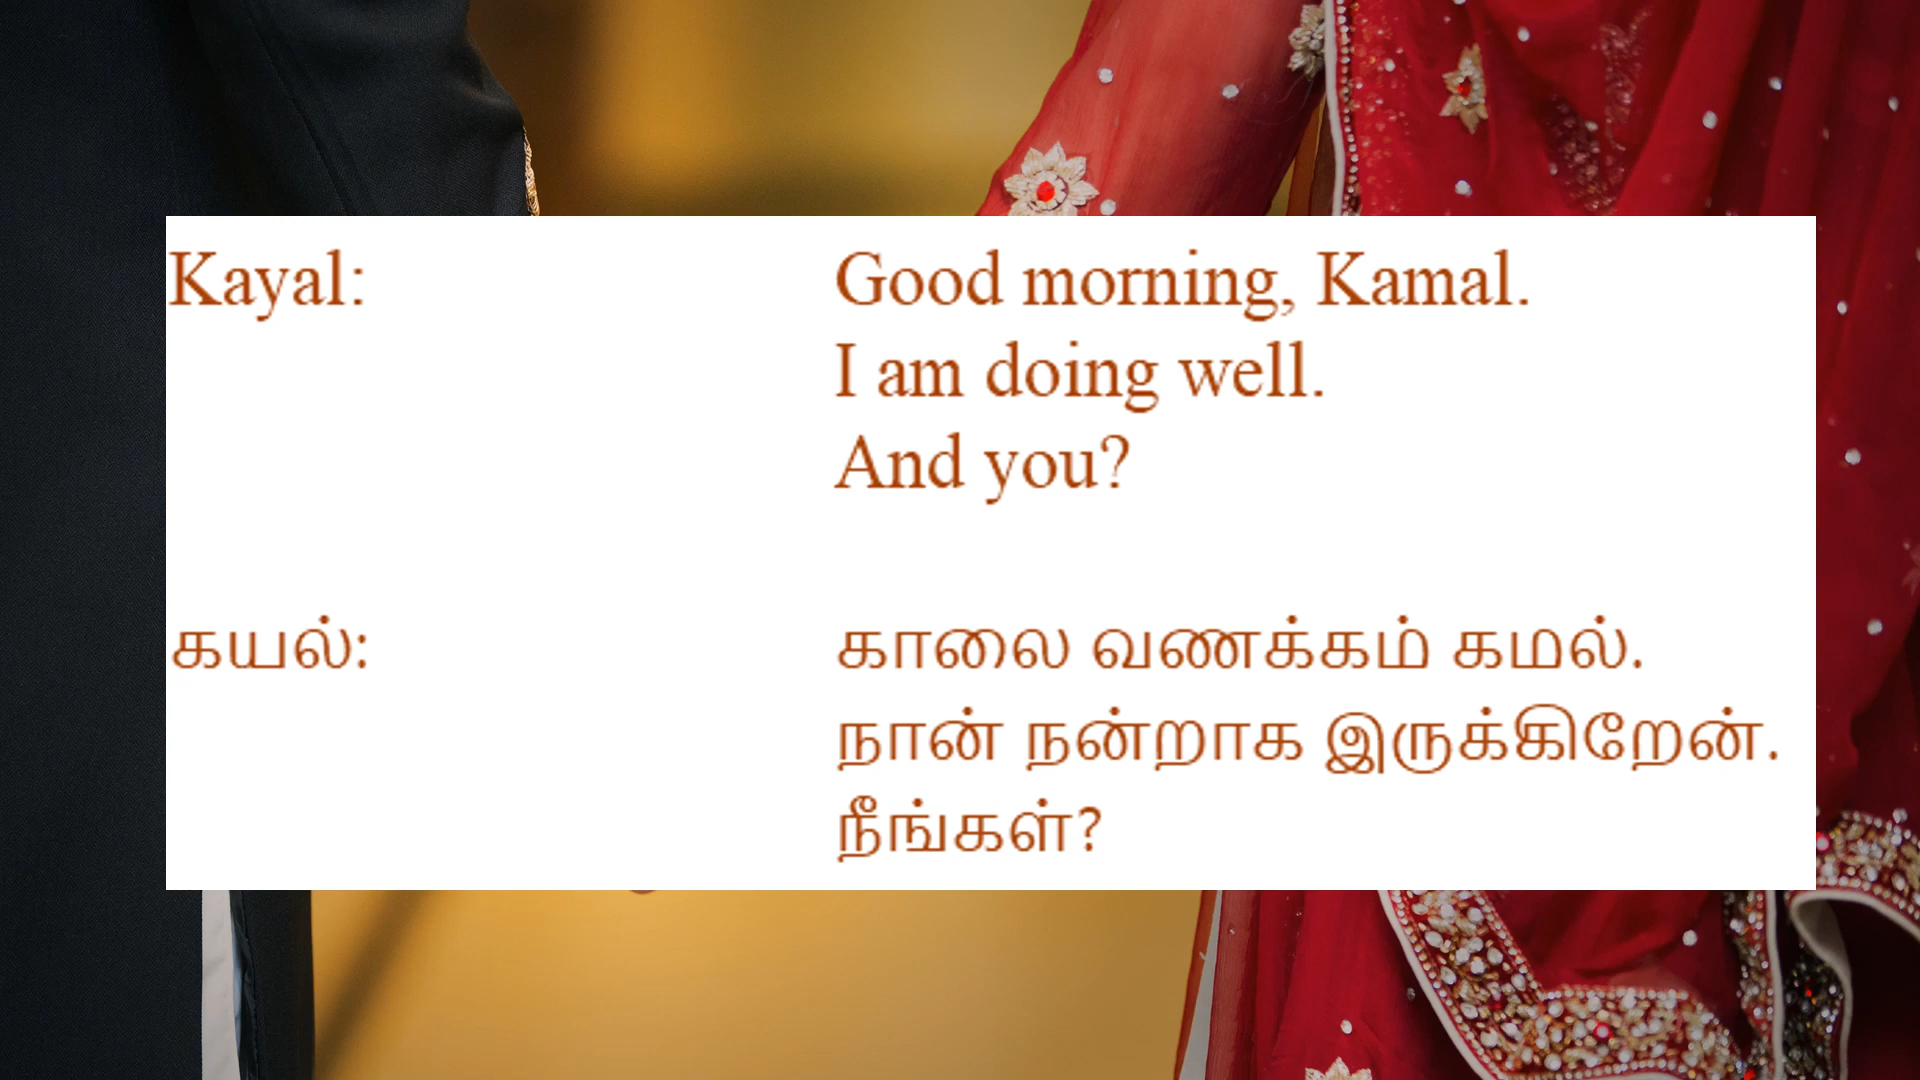 Kayal: Good morning, Kamal.
I am doing well.
And you?
கயல்: காலை வணக்கம் கமல்.
நான் நன்றாக இருக்கிறேன்.
நீங்கள்?